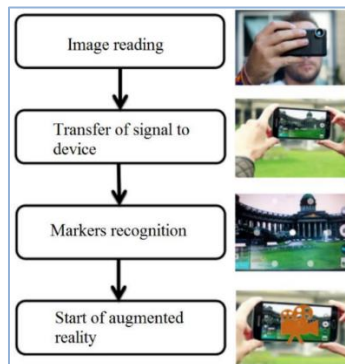 Image reading
Transfer of signal to
device
Markers recognition
Start of augmented
reality